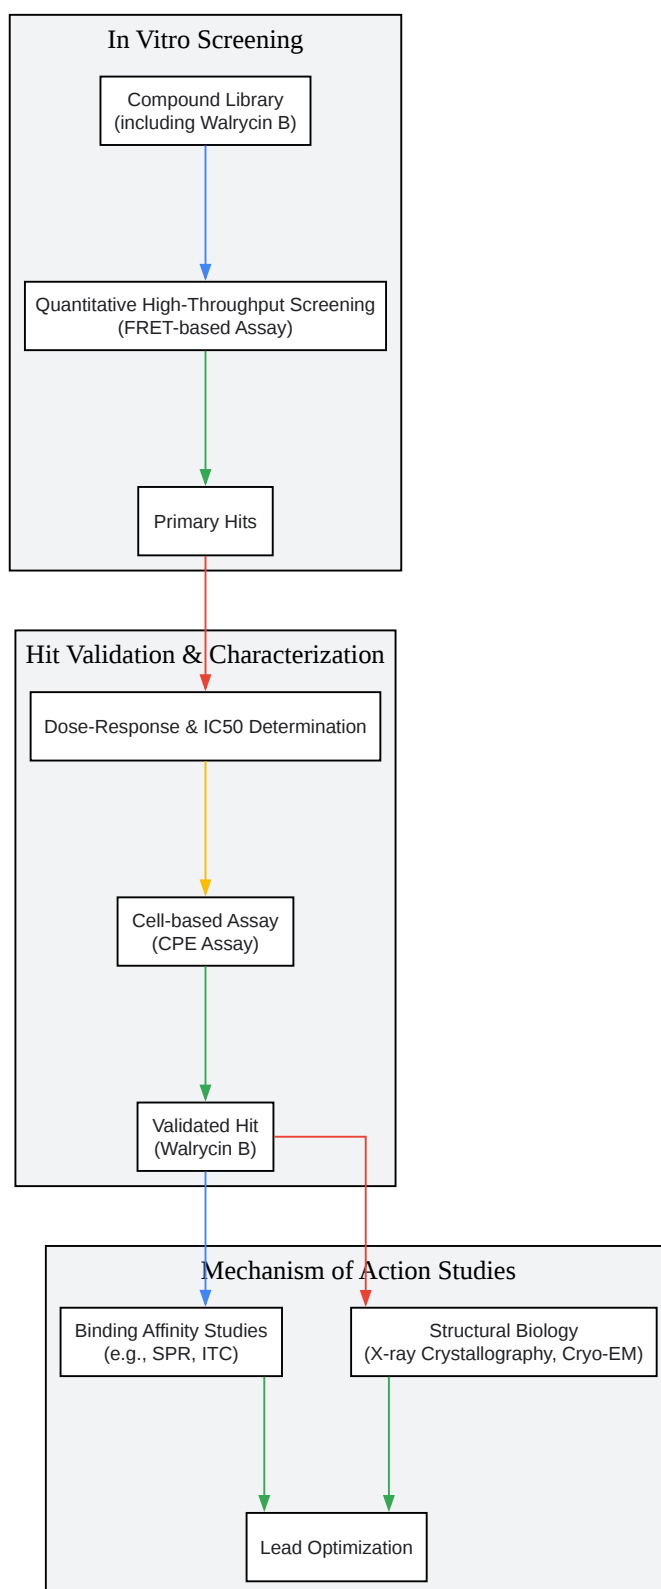 In Vitro Screening
Compound Library
(including Walrycin B)
Quantitative High-Throughput Screening
(FRET-based Assay)
Primary Hits
Hit Validation & Characterization
Dose-Response & IC50 Determination
Cell-based Assay
(CPE Assay)
Validated Hit
(Walrycin B)
Mechanism of Action Studies
Binding Affinity Studies
(e.g., SPR, ITC)
Structural Biology
(X-ray Crystallography, Cryo-EM)
Lead Optimization